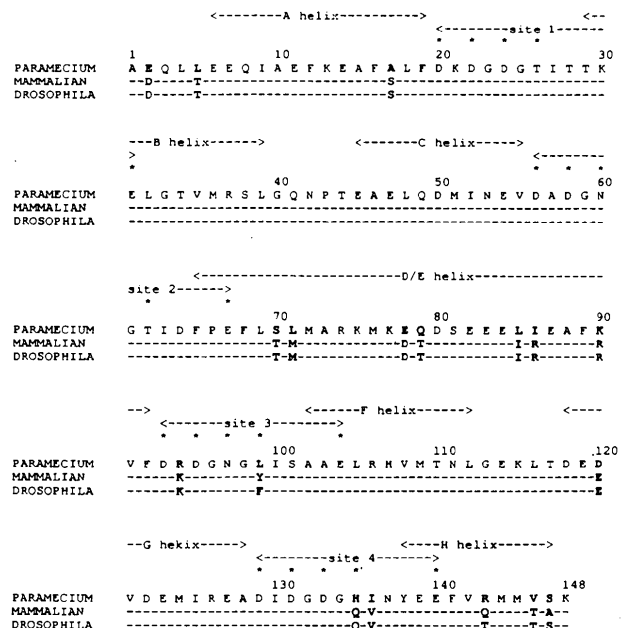 <-------A helix------->
<------site 1------- <--
* * * *
1 10 20 30
PARAMECIUM A E Q L L E E Q I A E F K E A F A L F D K D G D G T I T T K
MAMMALIAN --D-----T-----------------------S--------------------------
DROSOPHILA --D-----T-----------------------S--------------------------
---B helix-------> <-------C helix------->
> <-------
* * * *
40 50 60
PARAMECIUM E L G T V M R S L G Q N P T E A E L Q D M I N E V D A D G N
MAMMALIAN -----------------------------------------------------------
DROSOPHILA -----------------------------------------------------------
<-------------------------D/E helix----------------
site 2------->
* *
70 80 90
PARAMECIUM G T I D F P E F L S L M A R K M K E Q D S E E E L I E A F K
MAMMALIAN ------------------T-M-------------D-T-----------I-R-------R
DROSOPHILA ------------------T-M-------------D-T-----------I-R-------R
--> <------F helix-------> <----
<-------site 3--------->
* * * * *
100 110 120
PARAMECIUM V F D R D G N G L I S A A E L R H V M T N L G E K L T D E D
MAMMALIAN ------K---------Y-----------------------------------------E
DROSOPHILA ------K---------F-----------------------------------------E
--G hekix-----> <-----H helix------>
<--------site 4-------->
* * * * *
130 140 148
PARAMECIUM V D E M I R E A D I D G D G H I N Y E E F V R M M V S K
MAMMALIAN ----------------------------Q-V---------------Q-------T-A--
DROSOPHILA ----------------------------Q-V---------------T-------T-S--